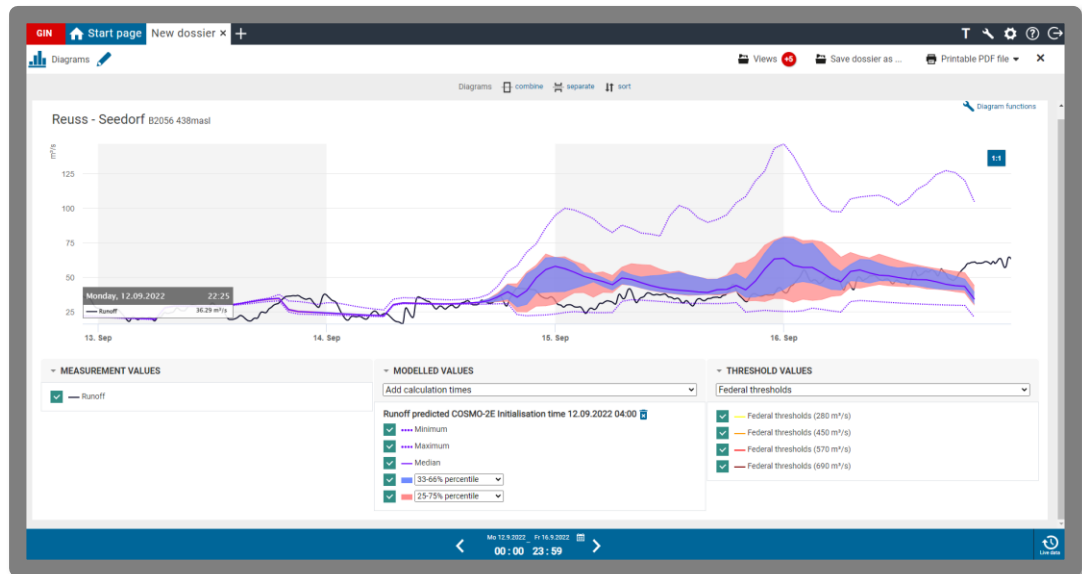 GIN Start page New dossier × + T
Diagrams Views +5 Save dossier as ... Printable PDF file
Diagrams combine separate sort
Diagram functions
Reuss - Seedorf B2056 438masl
m³/s
1:1
125
100
75
50
25
Monday, 12.09.2022 22:25
Runoff 36.29 m³/s
13. Sep 14. Sep 15. Sep 16. Sep
MEASUREMENT VALUES
Runoff
MODELLED VALUES
Add calculation times
Runoff predicted COSMO-2E Initialisation time 12.09.2022 04:00
Minimum
Maximum
Median
33-66% percentile
25-75% percentile
THRESHOLD VALUES
Federal thresholds
Federal thresholds (280 m³/s)
Federal thresholds (450 m³/s)
Federal thresholds (570 m³/s)
Federal thresholds (690 m³/s)
Mo 12.9.2022_ Fr 16.9.2022
00 : 00 23 : 59
Live data